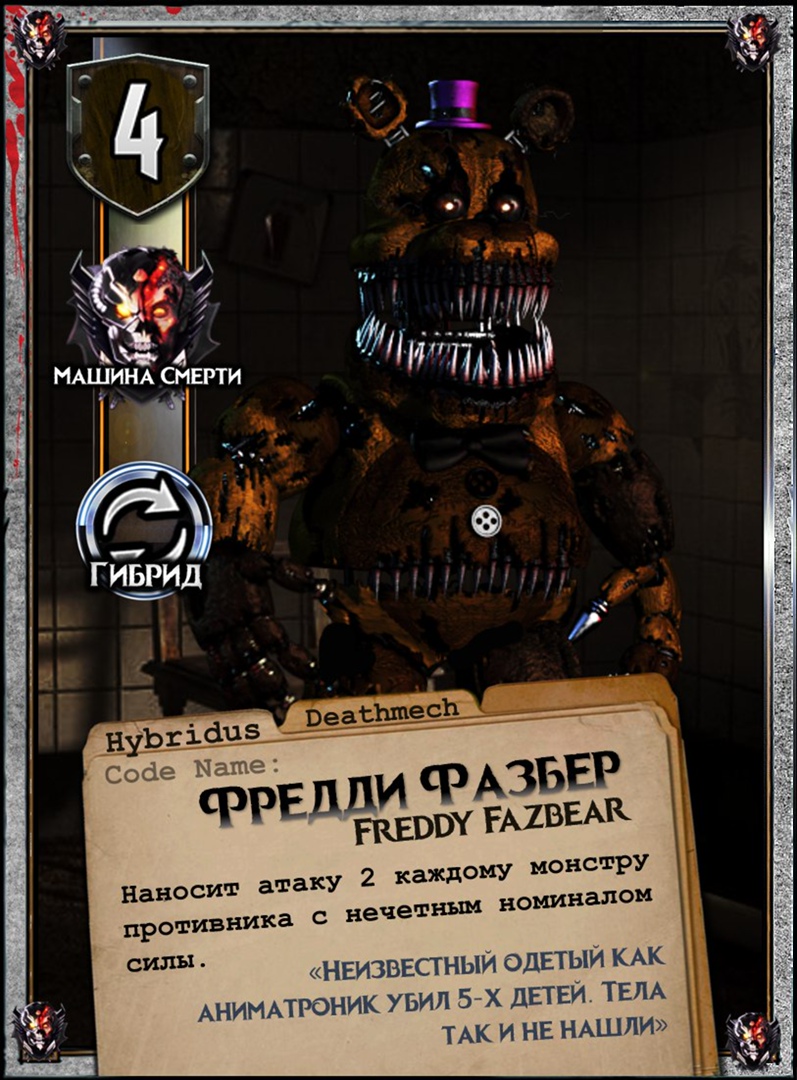 4
МАШИНА СМЕРТИ
ГИБРИД
Hybridus
Deathmech
Code Name:
ФРЕДДИ ФАЗБЕР
FREDDY FAZBEAR
Наносит атаку 2 каждому монстру
противника с нечетным номиналом
силы.
«НЕИЗВЕСТНЫЙ ОДЕТЫЙ КАК
АНИМАТРОНИК УБИЛ 5-Х ДЕТЕЙ. ТЕЛА
ТАК И НЕ НАШЛИ»